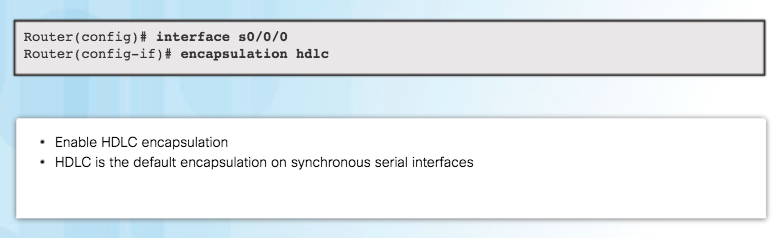 Router(config)# interface s0/0/0
Router(config-if)# encapsulation hdlc
• Enable HDLC encapsulation
• HDLC is the default encapsulation on synchronous serial interfaces